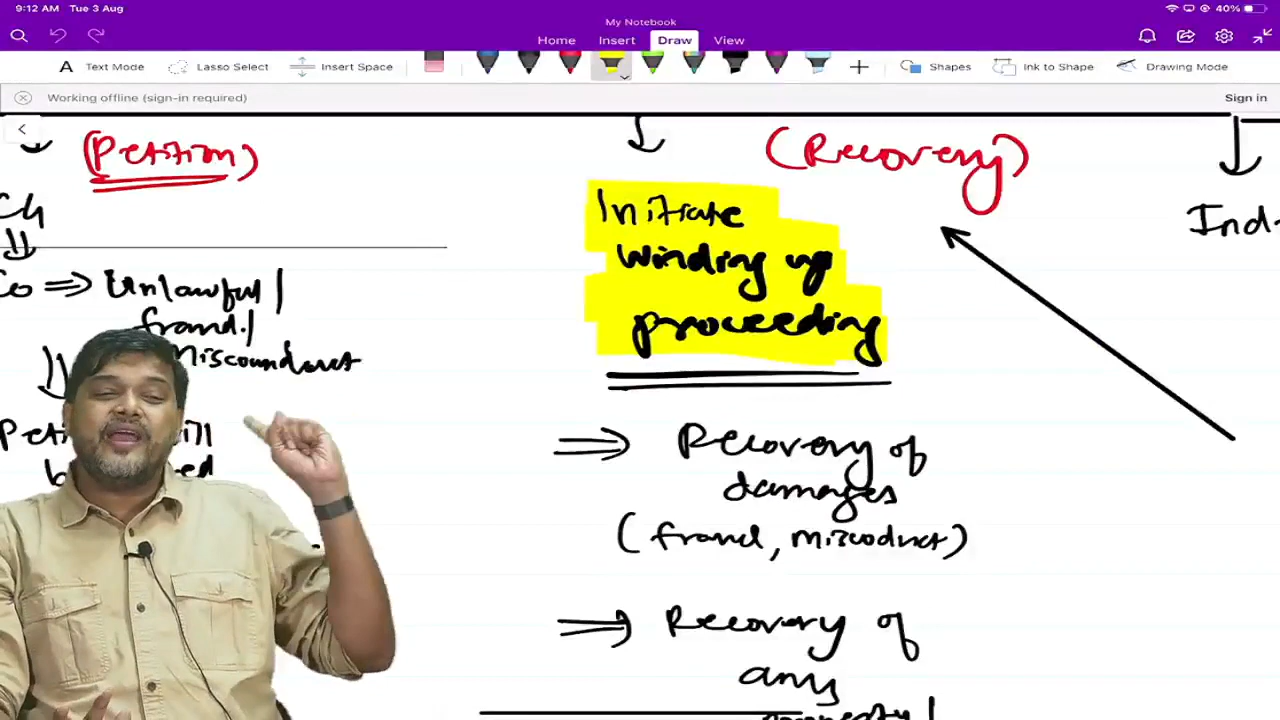 9:12 AM Tue 3 Aug
40%
My Notebook
Home Insert Draw View
Text Mode Lasso Select Insert Space Shapes Ink to Shape Drawing Mode
Working offline (sign-in required) Sign in
(Petition)
(Recovery)
Initiate
winding up
proceeding
Ind
Co => Unlawful/
fraud/
Miscounduct
=> Recovery of
damages
(fraud, miscoduct)
=> Recovery of
any